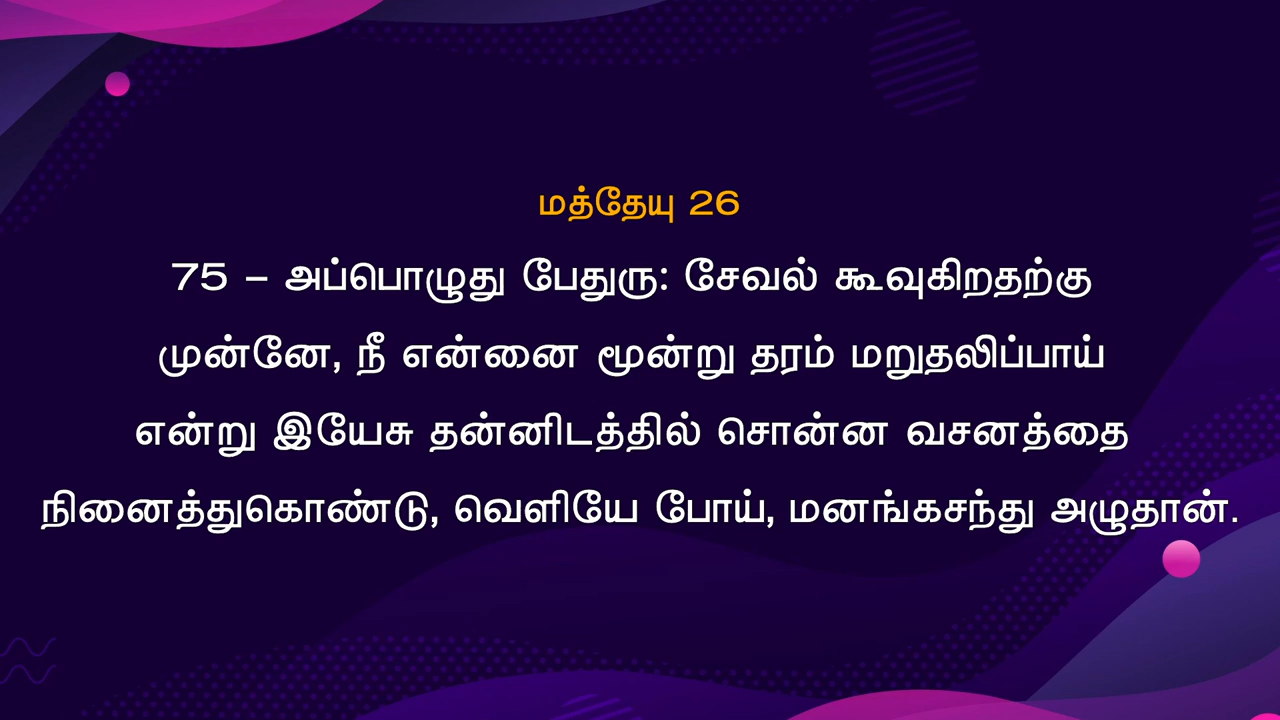 மத்தேயு 26
75 – அப்பொழுது பேதுரு: சேவல் கூவுகிறதற்கு
முன்னே, நீ என்னை மூன்று தரம் மறுதலிப்பாய்
என்று இயேசு தன்னிடத்தில் சொன்ன வசனத்தை
நினைத்துகொண்டு, வெளியே போய், மனங்கசந்து அழுதான்.